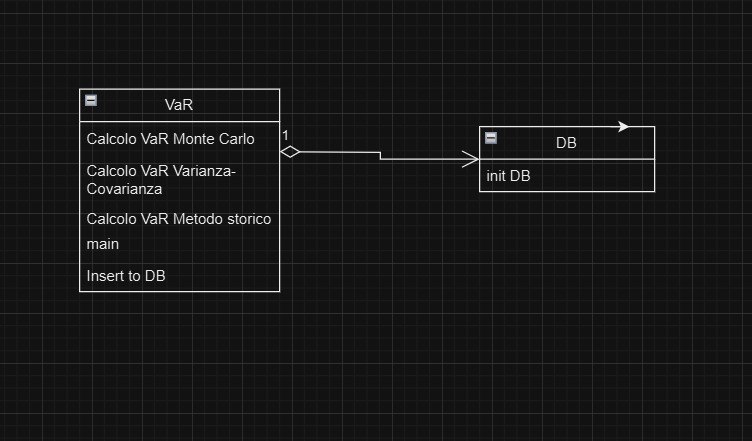 VaR
Calcolo VaR Monte Carlo
Calcolo VaR Varianza-
Covarianza
Calcolo VaR Metodo storico
main
Insert to DB
1
DB
init DB